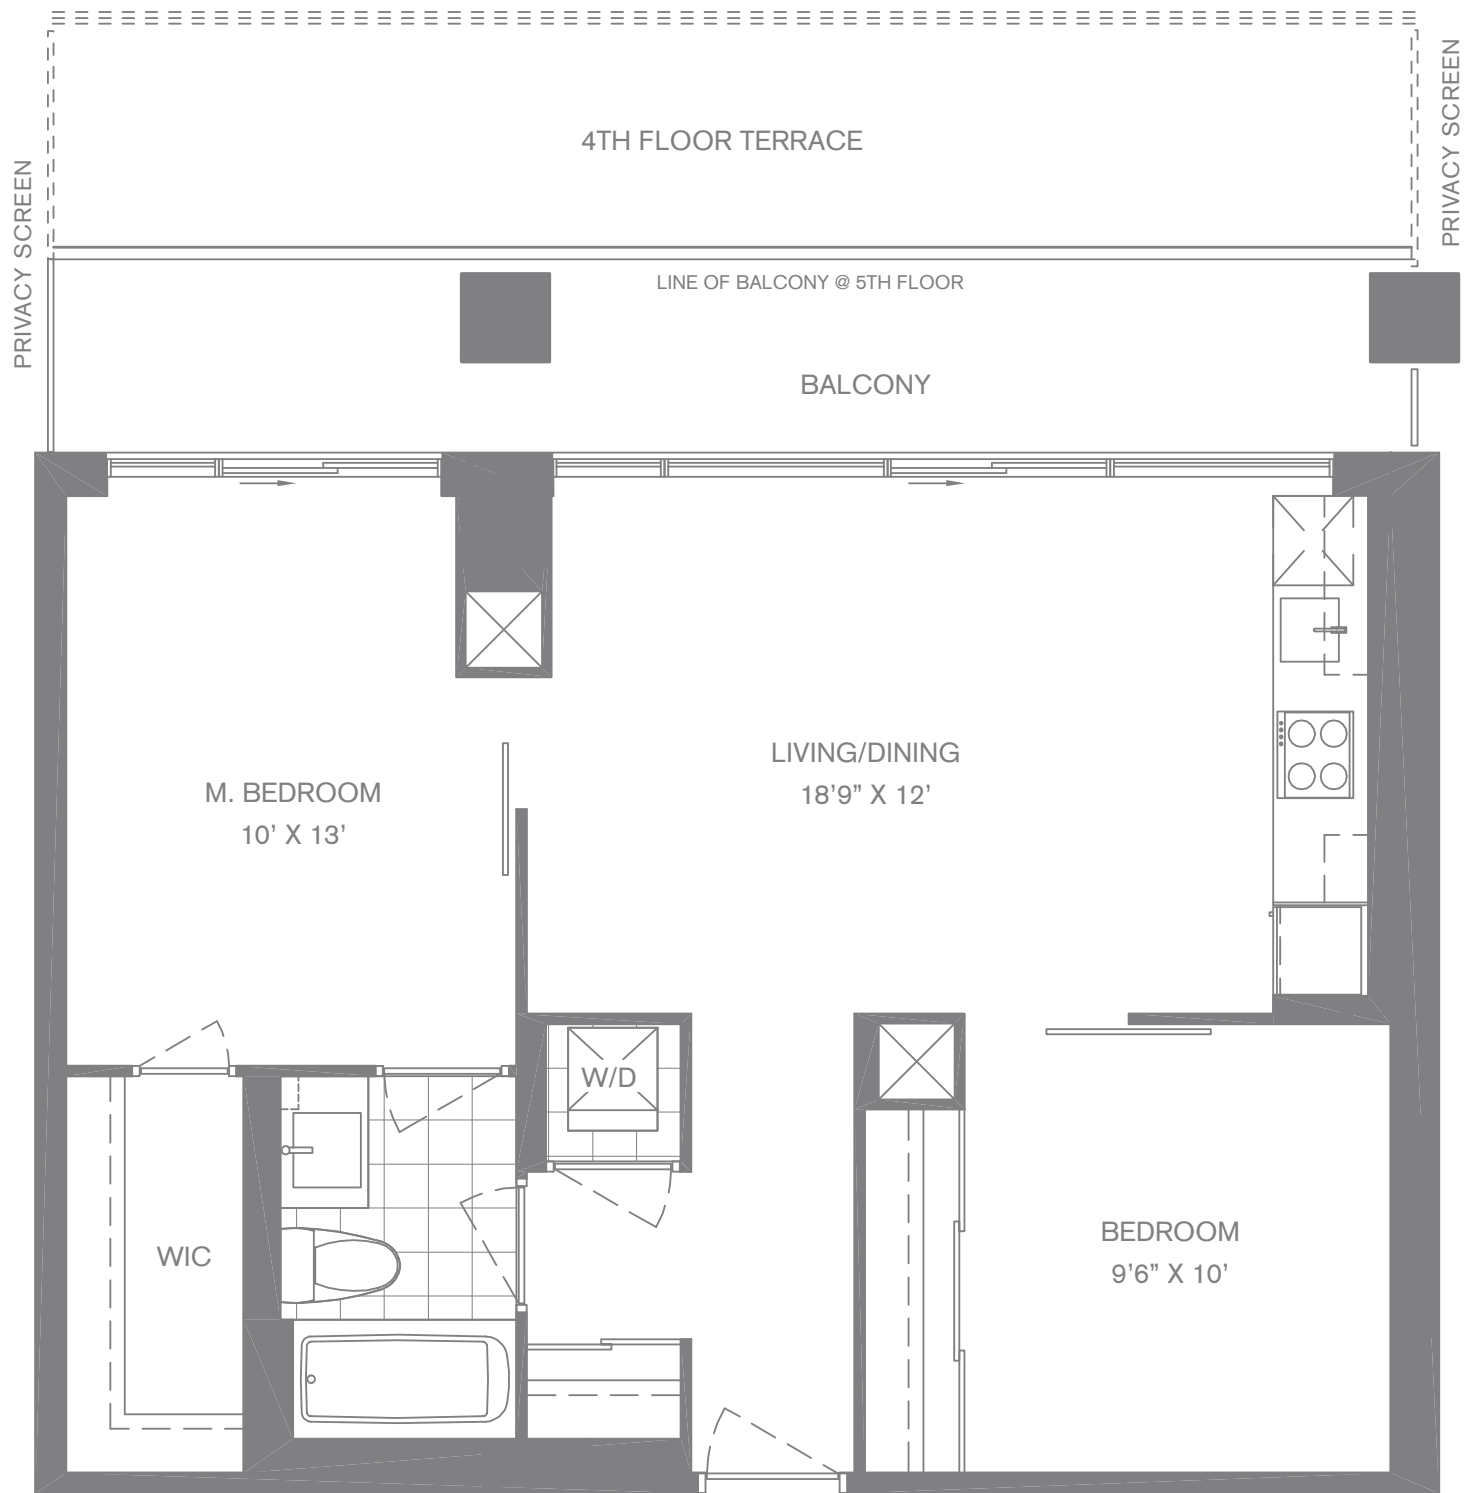 PRIVACY SCREEN
4TH FLOOR TERRACE
PRIVACY SCREEN
LINE OF BALCONY @ 5TH FLOOR
BALCONY
LIVING/DINING
18’9” X 12’
M. BEDROOM
10’ X 13’
W/D
WIC
BEDROOM
9’6” X 10’